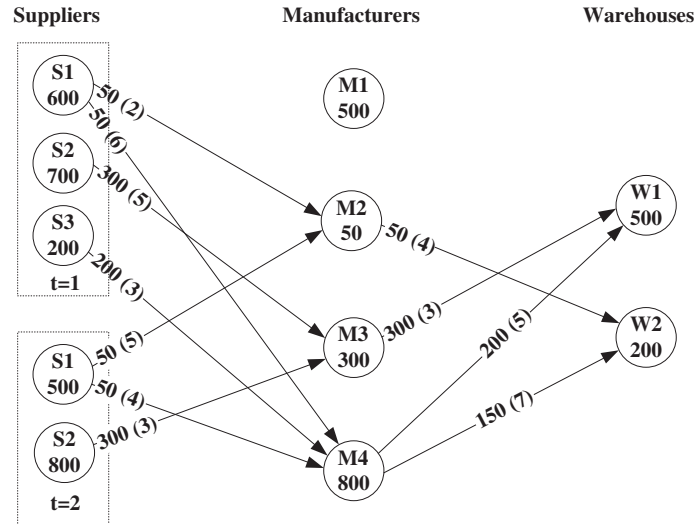 Suppliers Manufacturers Warehouses
S1
600
50 (2)
50 (6)
S2
700
300 (5)
S3
200
200 (3)
t=1
S1
500
50 (5)
50 (4)
S2
800
300 (3)
t=2
M1
500
M2
50
50 (4)
M3
300
300 (3)
M4
800
200 (5)
150 (7)
W1
500
W2
200